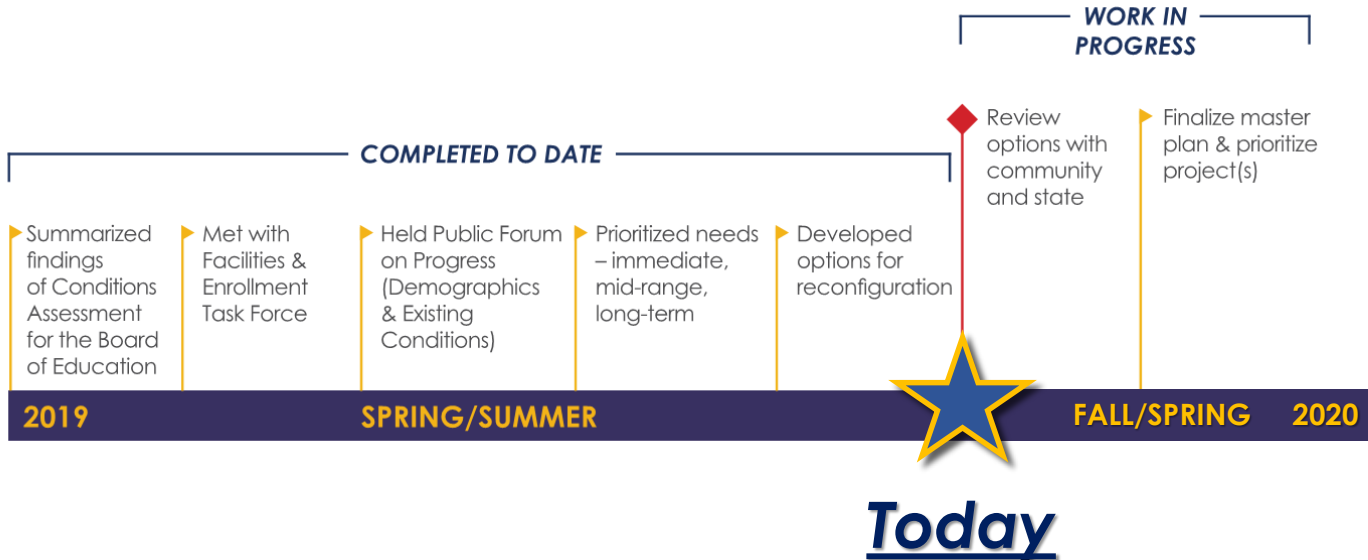 WORK IN
PROGRESS
COMPLETED TO DATE
Summarized
findings
of Conditions
Assessment
for the Board
of Education
Met with
Facilities &
Enrollment
Task Force
Held Public Forum
on Progress
(Demographics
& Existing
Conditions)
Prioritized needs
– immediate,
mid-range,
long-term
Developed
options for
reconfiguration
Review
options with
community
and state
Finalize master
plan & prioritize
project(s)
2019
SPRING/SUMMER
FALL/SPRING
2020
Today